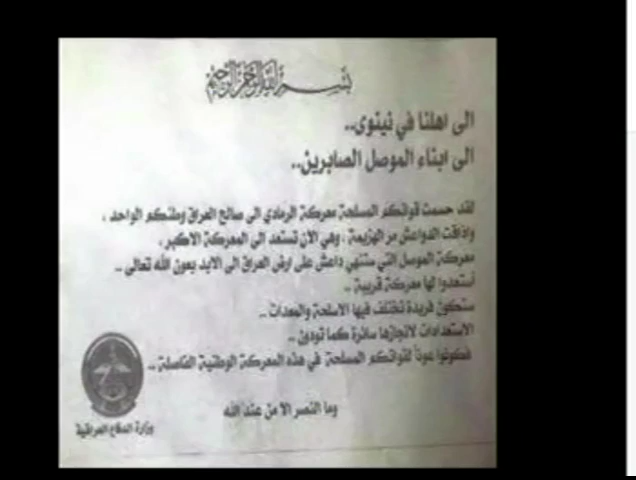 بسم الله الرحمن الرحيم
الى اهلنا في نينوى..
الى ابناء الموصل الصابرين..
لقد حسمت قواتكم المسلحة معركة الرمادي الى صالح العراق وطنكم الواحد ،
واذاقت الدواعش مر الهزيمة ، وهي الآن تستعد الى المعركة الاكبر ،
معركة الموصل التي ستنهي داعش على ارض العراق الى الابد بعون الله تعالى ..
أستعدوا لها معركة قريبة ..
ستكون فريدة تختلف فيها الاسلحة والمعدات ..
الاستعدادات لانجازها سائرة كما تودون ..
فكونوا عوناً لقواتكم المسلحة في هذه المعركة الوطنية الفاصلة ..
وما النصر الا من عند الله
وزارة الدفاع العراقية